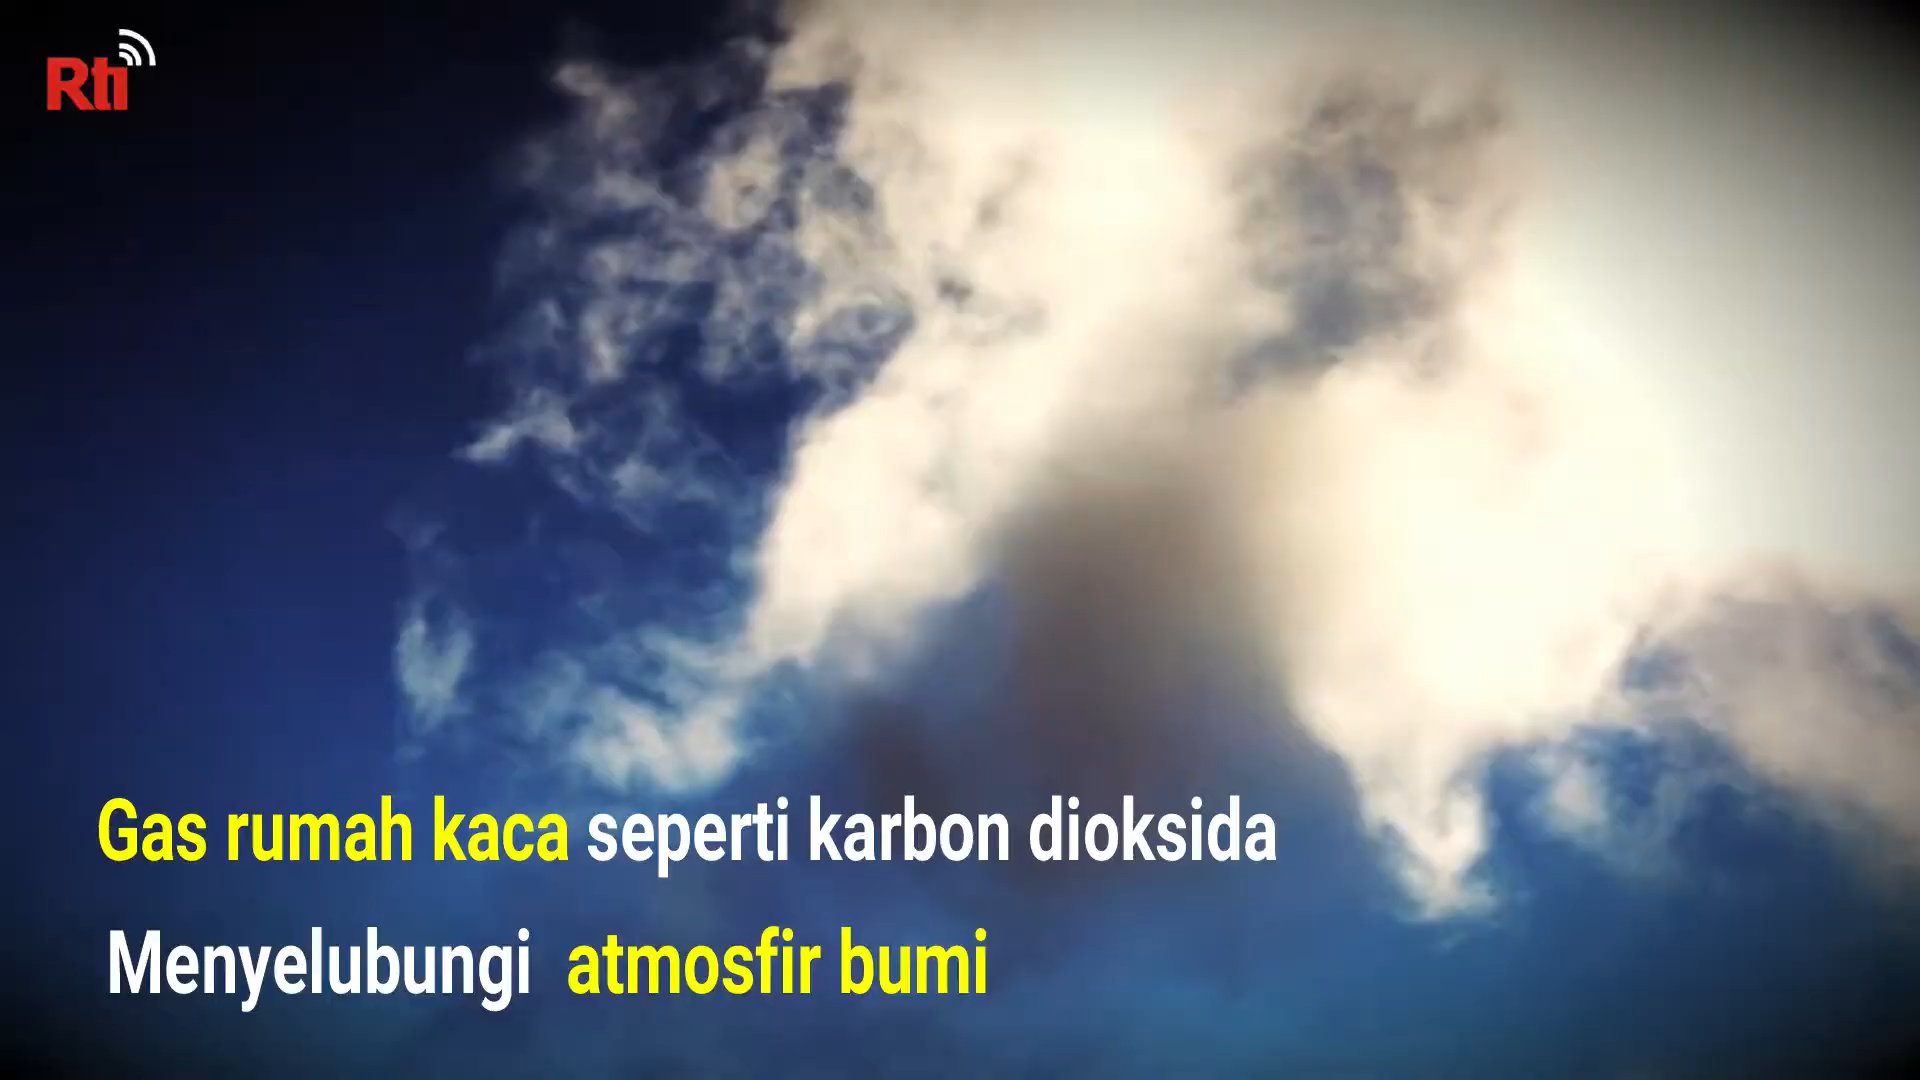 Rti
Gas rumah kaca seperti karbon dioksida
Menyelubungi atmosfir bumi